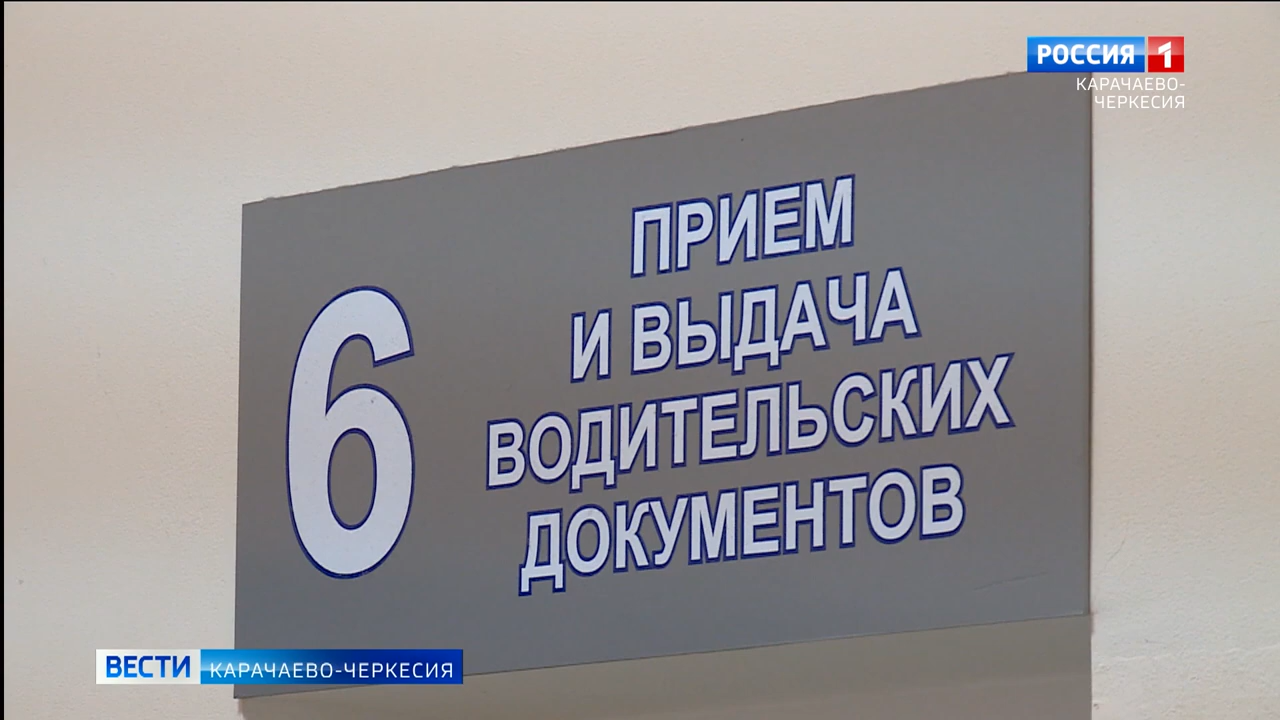 РОССИЯ 1
КАРАЧАЕВО-
ЧЕРКЕСИЯ
6
ПРИЕМ
И ВЫДАЧА
ВОДИТЕЛЬСКИХ
ДОКУМЕНТОВ
ВЕСТИ КАРАЧАЕВО-ЧЕРКЕСИЯ